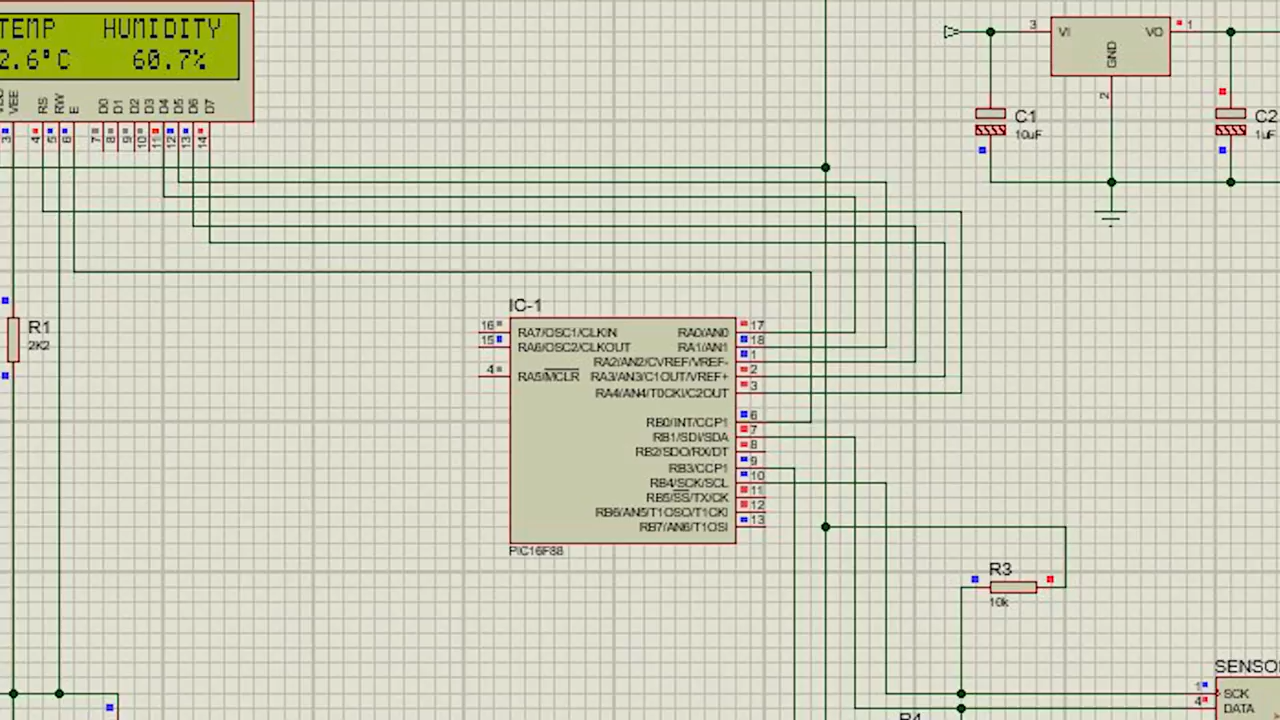 TEMP HUMIDITY
2.6°C 60.7%
VEE
RS
RW
E
D0
D1
D2
D3
D4
D5
D6
D7
3
4
5
6
7
8
9
10
11
12
13
14
3
VI
VO
1
GND
2
C1
10uF
C2
1uF
R1
2K2
IC-1
16
RA7/OSC1/CLKIN
RA0/AN0
17
15
RA6/OSC2/CLKOUT
RA1/AN1
18
RA2/AN2/CVREF/VREF-
1
4
RA5/MCLR
RA3/AN3/C1OUT/VREF+
2
RA4/AN4/T0CKI/C2OUT
3
RB0/INT/CCP1
6
RB1/SDI/SDA
7
RB2/SDO/RX/DT
8
RB3/CCP1
9
RB4/SCK/SCL
10
RB5/SS/TX/CK
11
RB6/AN5/T1OSO/T1CKI
12
RB7/AN6/T1OSI
13
PIC16F88
R3
10k
SENSO
1
SCK
4
DATA
R4